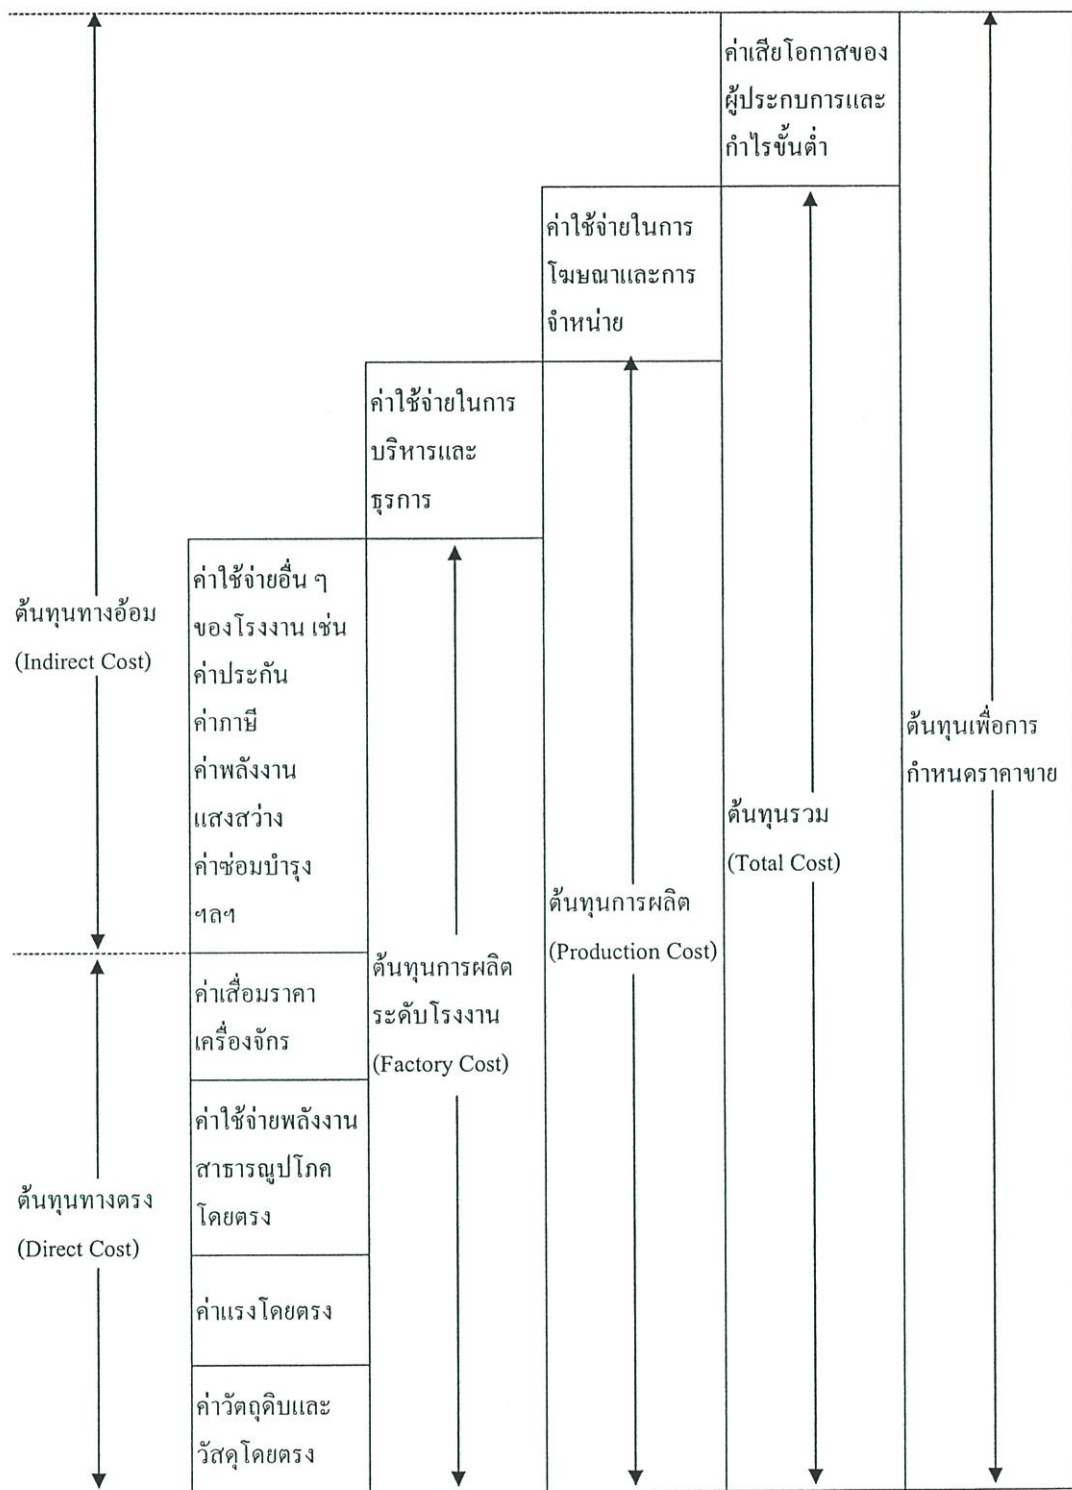 ค่าเสียโอกาสของ
ผู้ประกบการและ
กำไรขั้นต่ำ
ค่าใช้จ่ายในการ
โฆษณาและการ
จำหน่าย
ค่าใช้จ่ายในการ
บริหารและ
ธุรการ
ต้นทุนทางอ้อม
(Indirect Cost)
ค่าใช้จ่ายอื่น ๆ
ของโรงงาน เช่น
ค่าประกัน
ค่าภาษี
ค่าพลังงาน
แสงสว่าง
ค่าซ่อมบำรุง
ฯลฯ
ต้นทุนเพื่อการ
กำหนดราคาขาย
ต้นทุนรวม
(Total Cost)
ต้นทุนการผลิต
(Production Cost)
ต้นทุนการผลิต
ระดับโรงงาน
(Factory Cost)
ค่าเสื่อมราคา
เครื่องจักร
ค่าใช้จ่ายพลังงาน
สาธารณูปโภค
โดยตรง
ต้นทุนทางตรง
(Direct Cost)
ค่าแรงโดยตรง
ค่าวัตถุดิบและ
วัสดุโดยตรง